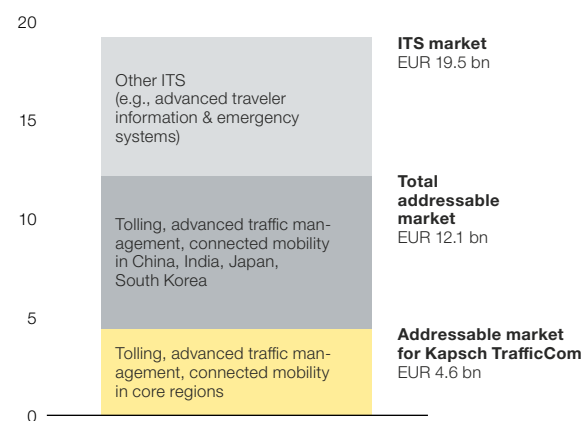 20
ITS market
EUR 19.5 bn
Other ITS
(e.g., advanced traveler
information & emergency
systems)
15
Total
addressable
market
EUR 12.1 bn
10
Tolling, advanced traffic man-
agement, connected mobility
in China, India, Japan,
South Korea
5
Addressable market
for Kapsch TrafficCom
EUR 4.6 bn
Tolling, advanced traffic man-
agement, connected mobility
in core regions
0